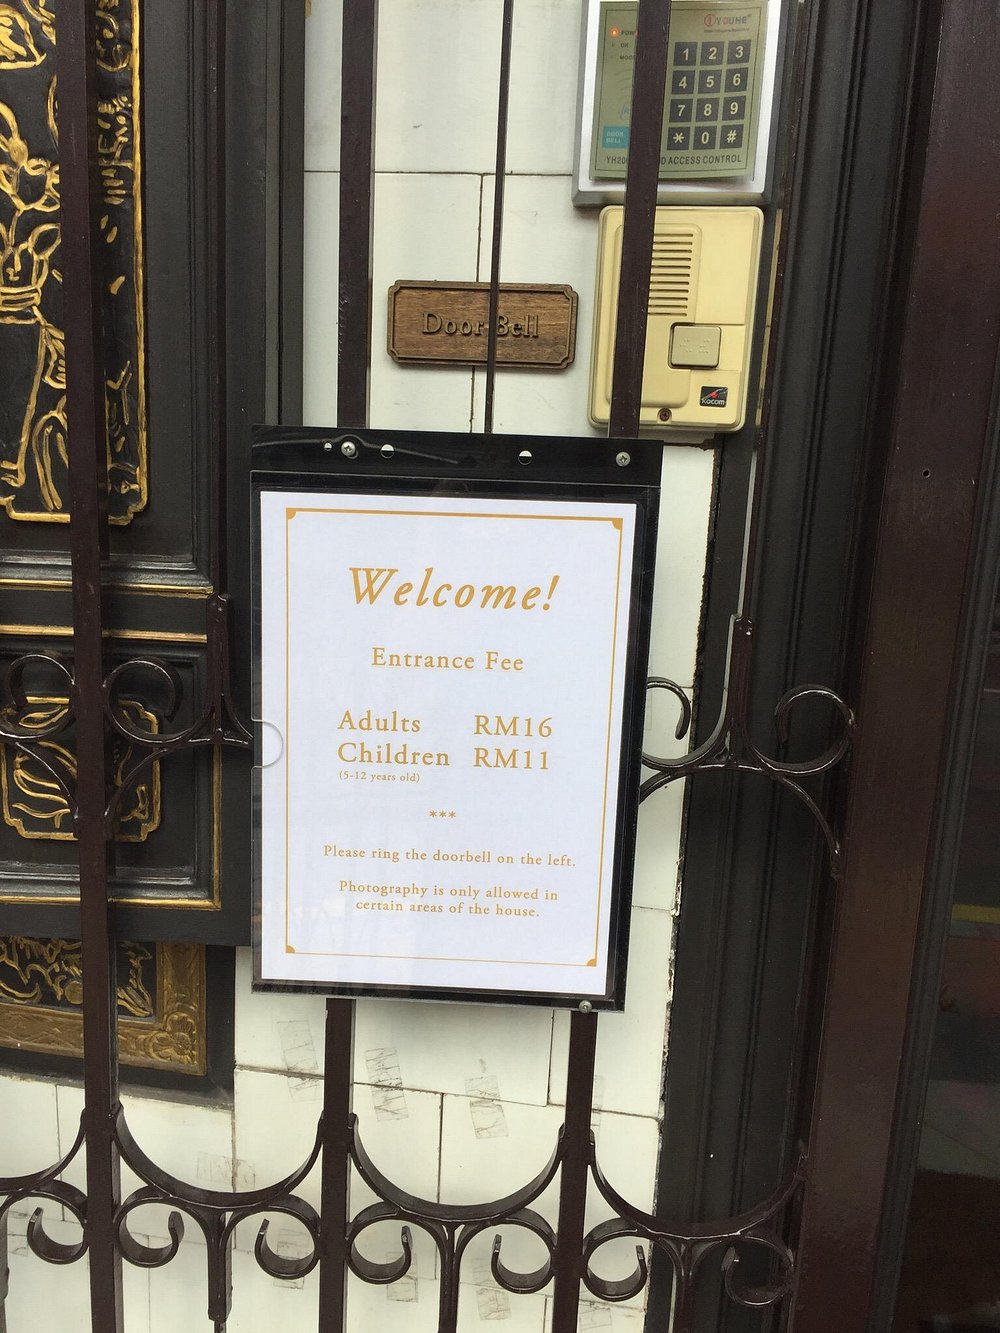 YOUHE
1 2 3
4 5 6
7 8 9
* 0 #
DOOR
BELL
ACCESS CONTROL
Door Bell
Kocom
Welcome!
Entrance Fee
Adults RM16
Children RM11
(5-12 years old)
***
Please ring the doorbell on the left.
Photography is only allowed in
certain areas of the house.